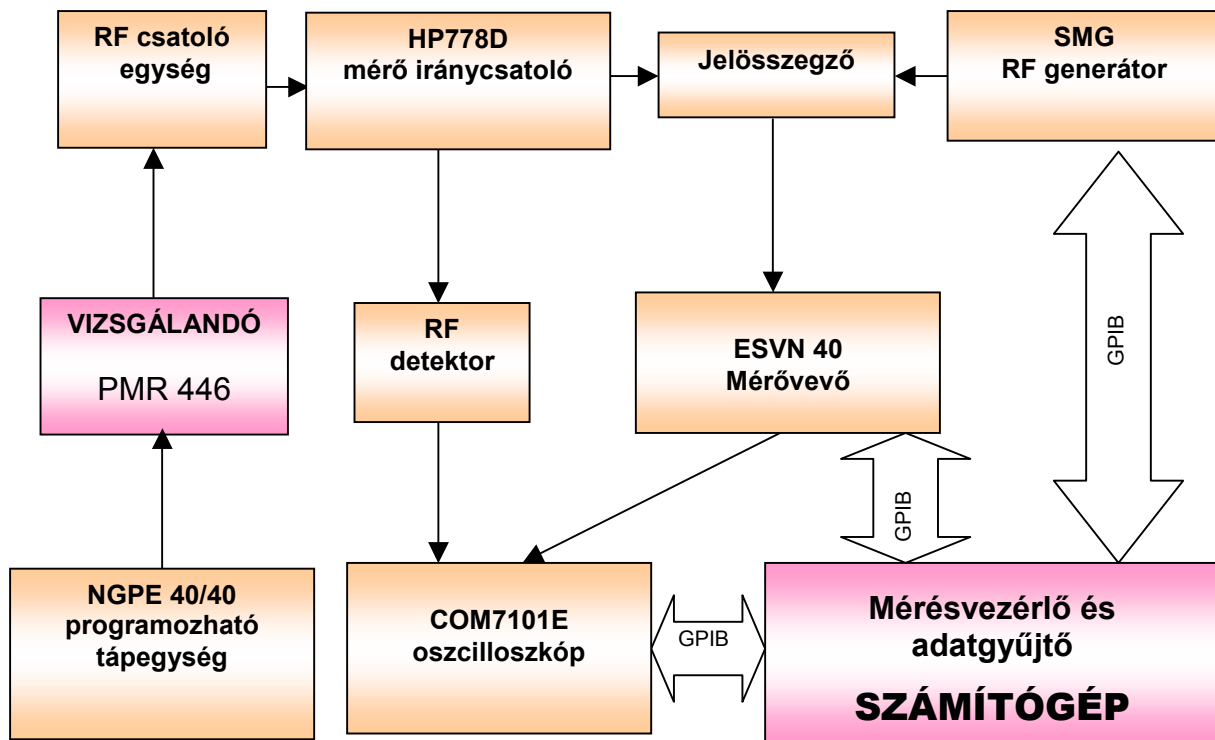 RF csatoló
egység
HP778D
mérő iránycsatoló
Jelösszegző
SMG
RF generátor
VIZSGÁLANDÓ
PMR 446
RF
detektor
ESVN 40
Mérővevő
GPIB
GPIB
NGPE 40/40
programozható
tápegység
COM7101E
oszcilloszkóp
GPIB
Mérésvezérlő és
adatgyűjtő
SZÁMÍTÓGÉP